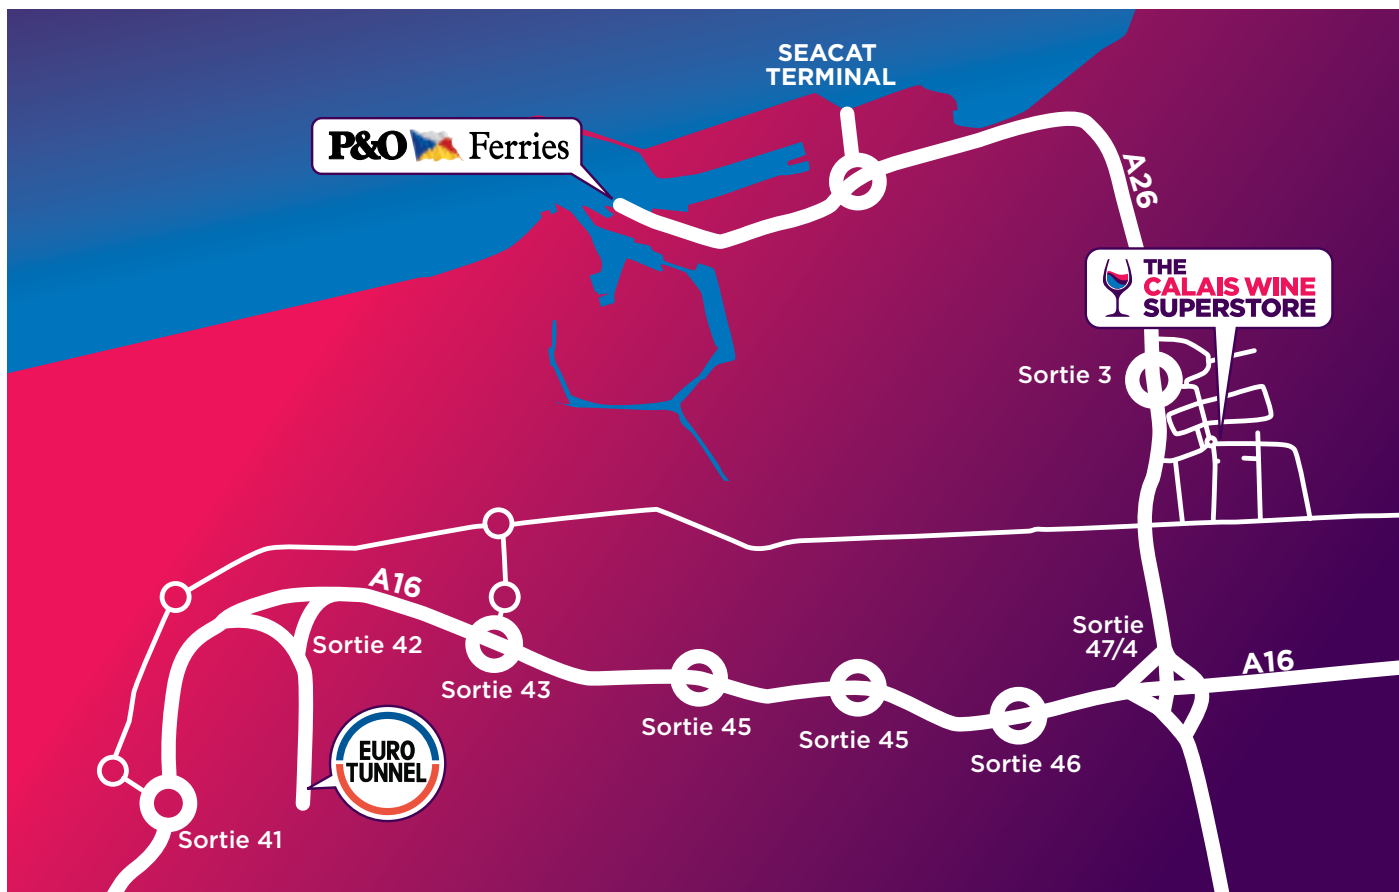 SEACAT
TERMINAL
P&O Ferries
A26
THE
CALAIS WINE
SUPERSTORE
Sortie 3
A16
Sortie 42
Sortie 43
Sortie
47/4
A16
Sortie 45
Sortie 45
Sortie 46
EURO
TUNNEL
Sortie 41